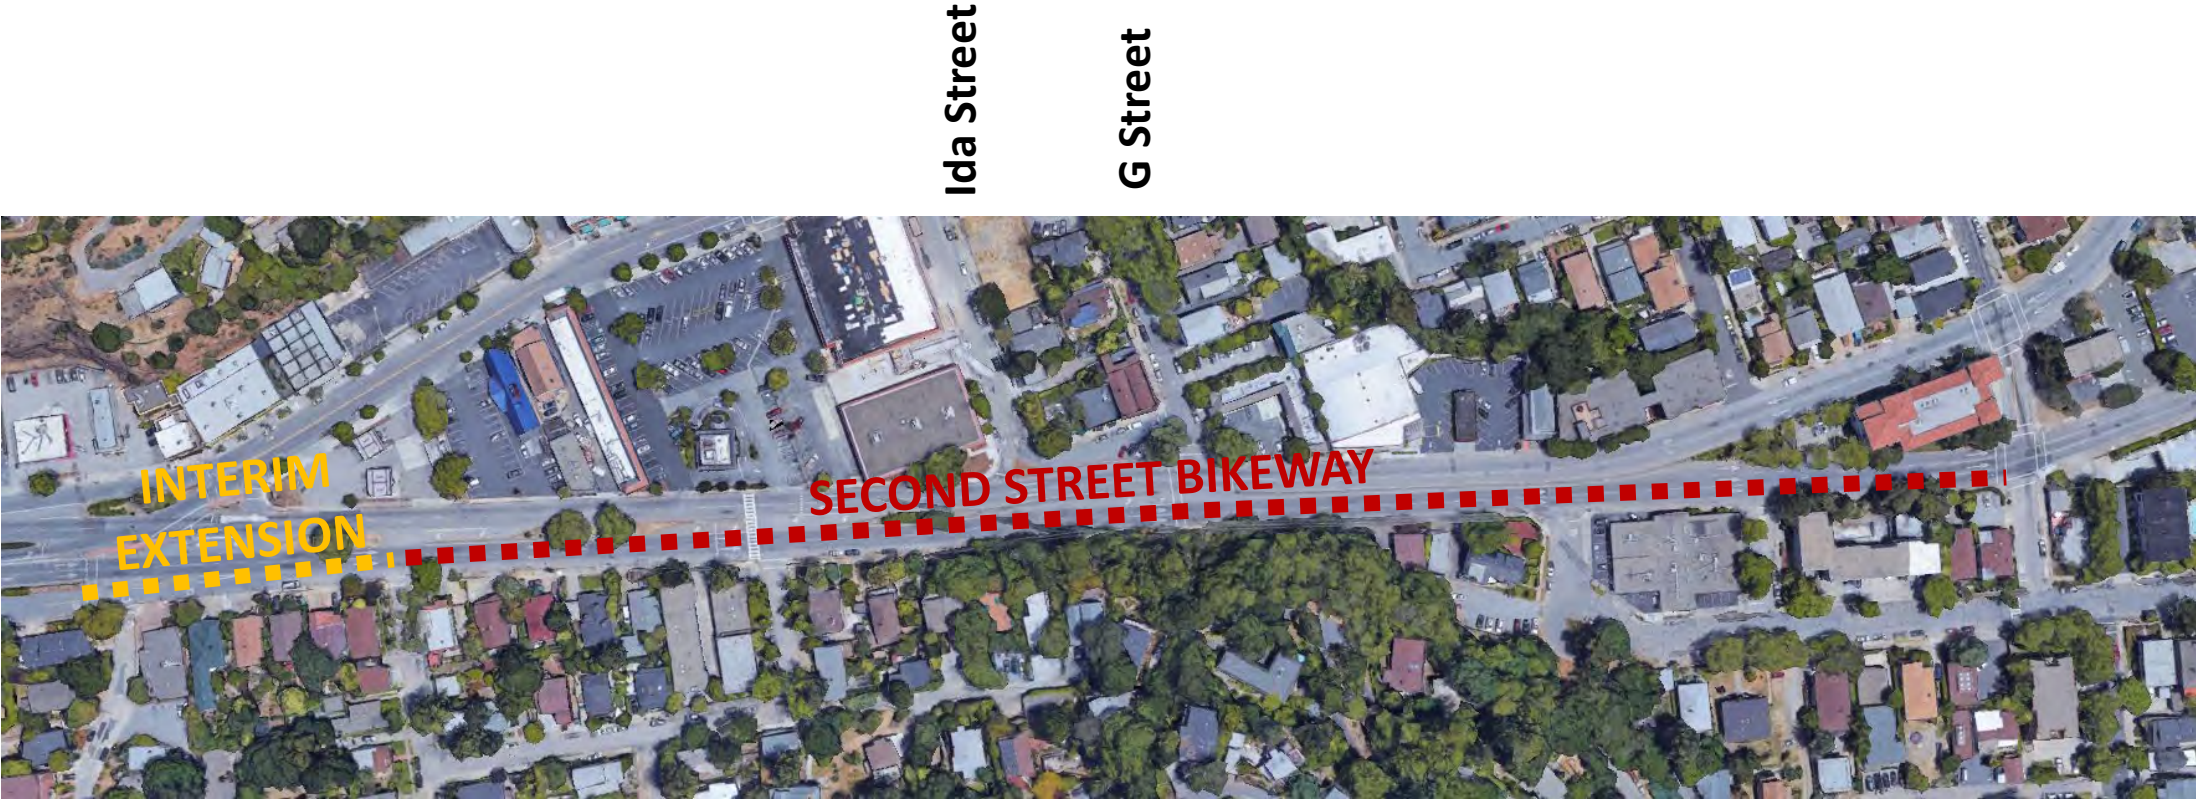 Ida Street
G Street
INTERIM
EXTENSION
SECOND STREET BIKEWAY